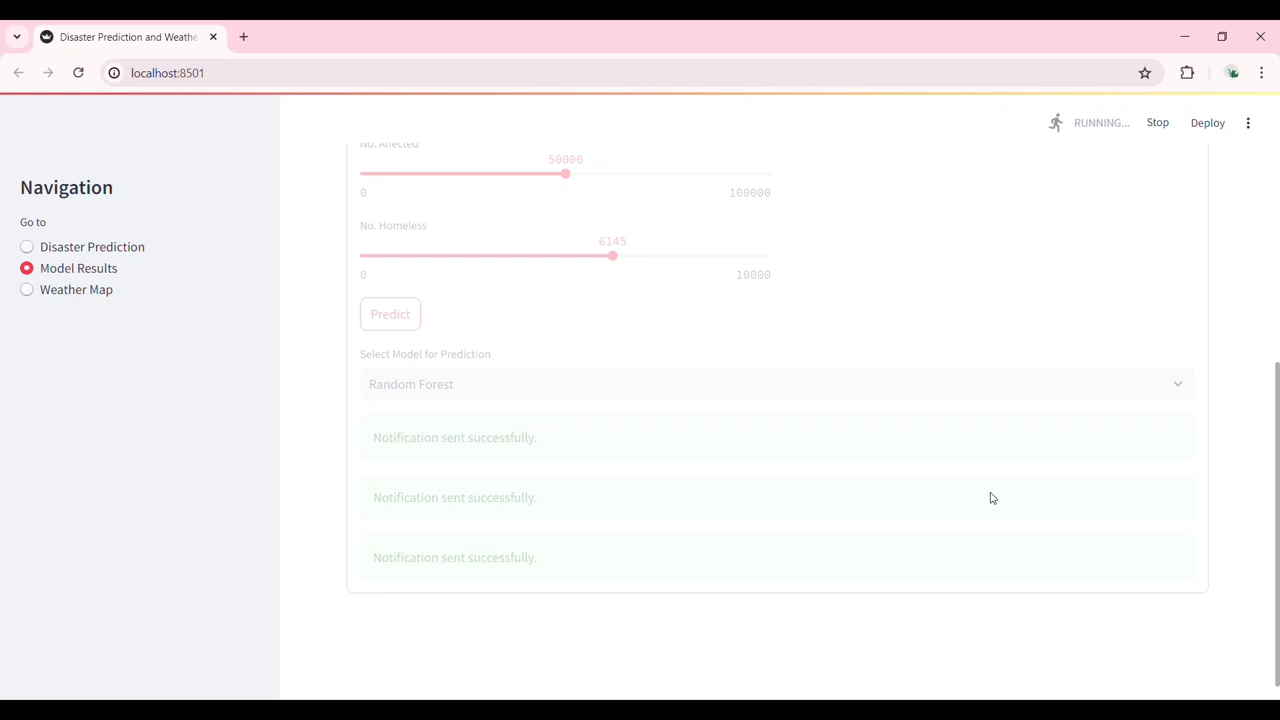 Disaster Prediction and Weathe
localhost:8501
RUNNING...
Stop
Deploy
Navigation
Go to
Disaster Prediction
Model Results
Weather Map
No. Affected
50000
0
100000
No. Homeless
6145
0
10000
Predict
Select Model for Prediction
Random Forest
Notification sent successfully.
Notification sent successfully.
Notification sent successfully.